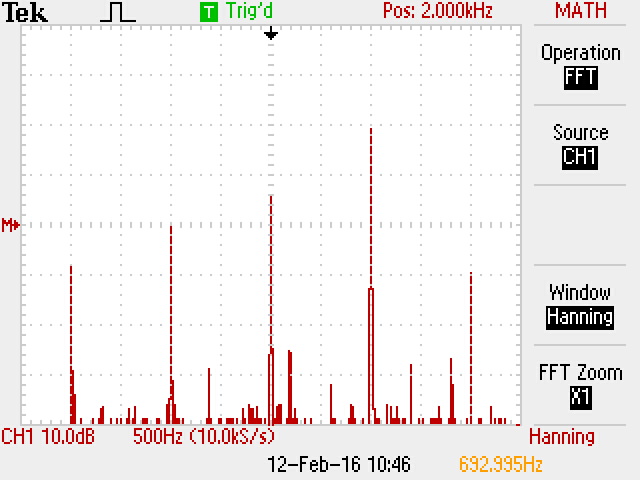 Tek T Trig'd Pos: 2.000kHz MATH
Operation
FFT
Source
CH1
M
Window
Hanning
FFT Zoom
X1
CH1 10.0dB 500Hz (10.0kS/s) Hanning
12-Feb-16 10:46 692.995Hz